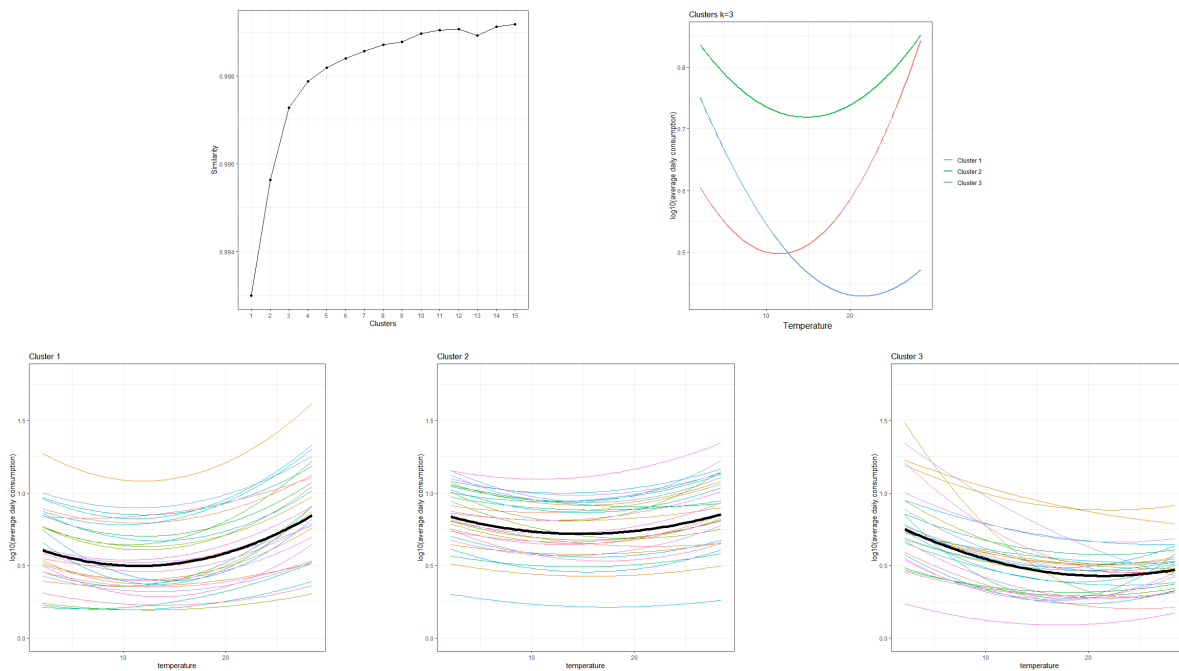 Similarity
0.998
0.996
0.994
1 2 3 4 5 6 7 8 9 10 11 12 13 14 15
Clusters
Clusters k=3
log10(average daily consumption)
0.8
0.7
0.6
0.5
10 20
Temperature
Cluster 1
Cluster 2
Cluster 3
Cluster 1
log10(average daily consumption)
1.5
1.0
0.5
0.0
10 20
temperature
Cluster 2
log10(average daily consumption)
1.5
1.0
0.5
0.0
10 20
temperature
Cluster 3
log10(average daily consumption)
1.5
1.0
0.5
0.0
10 20
temperature